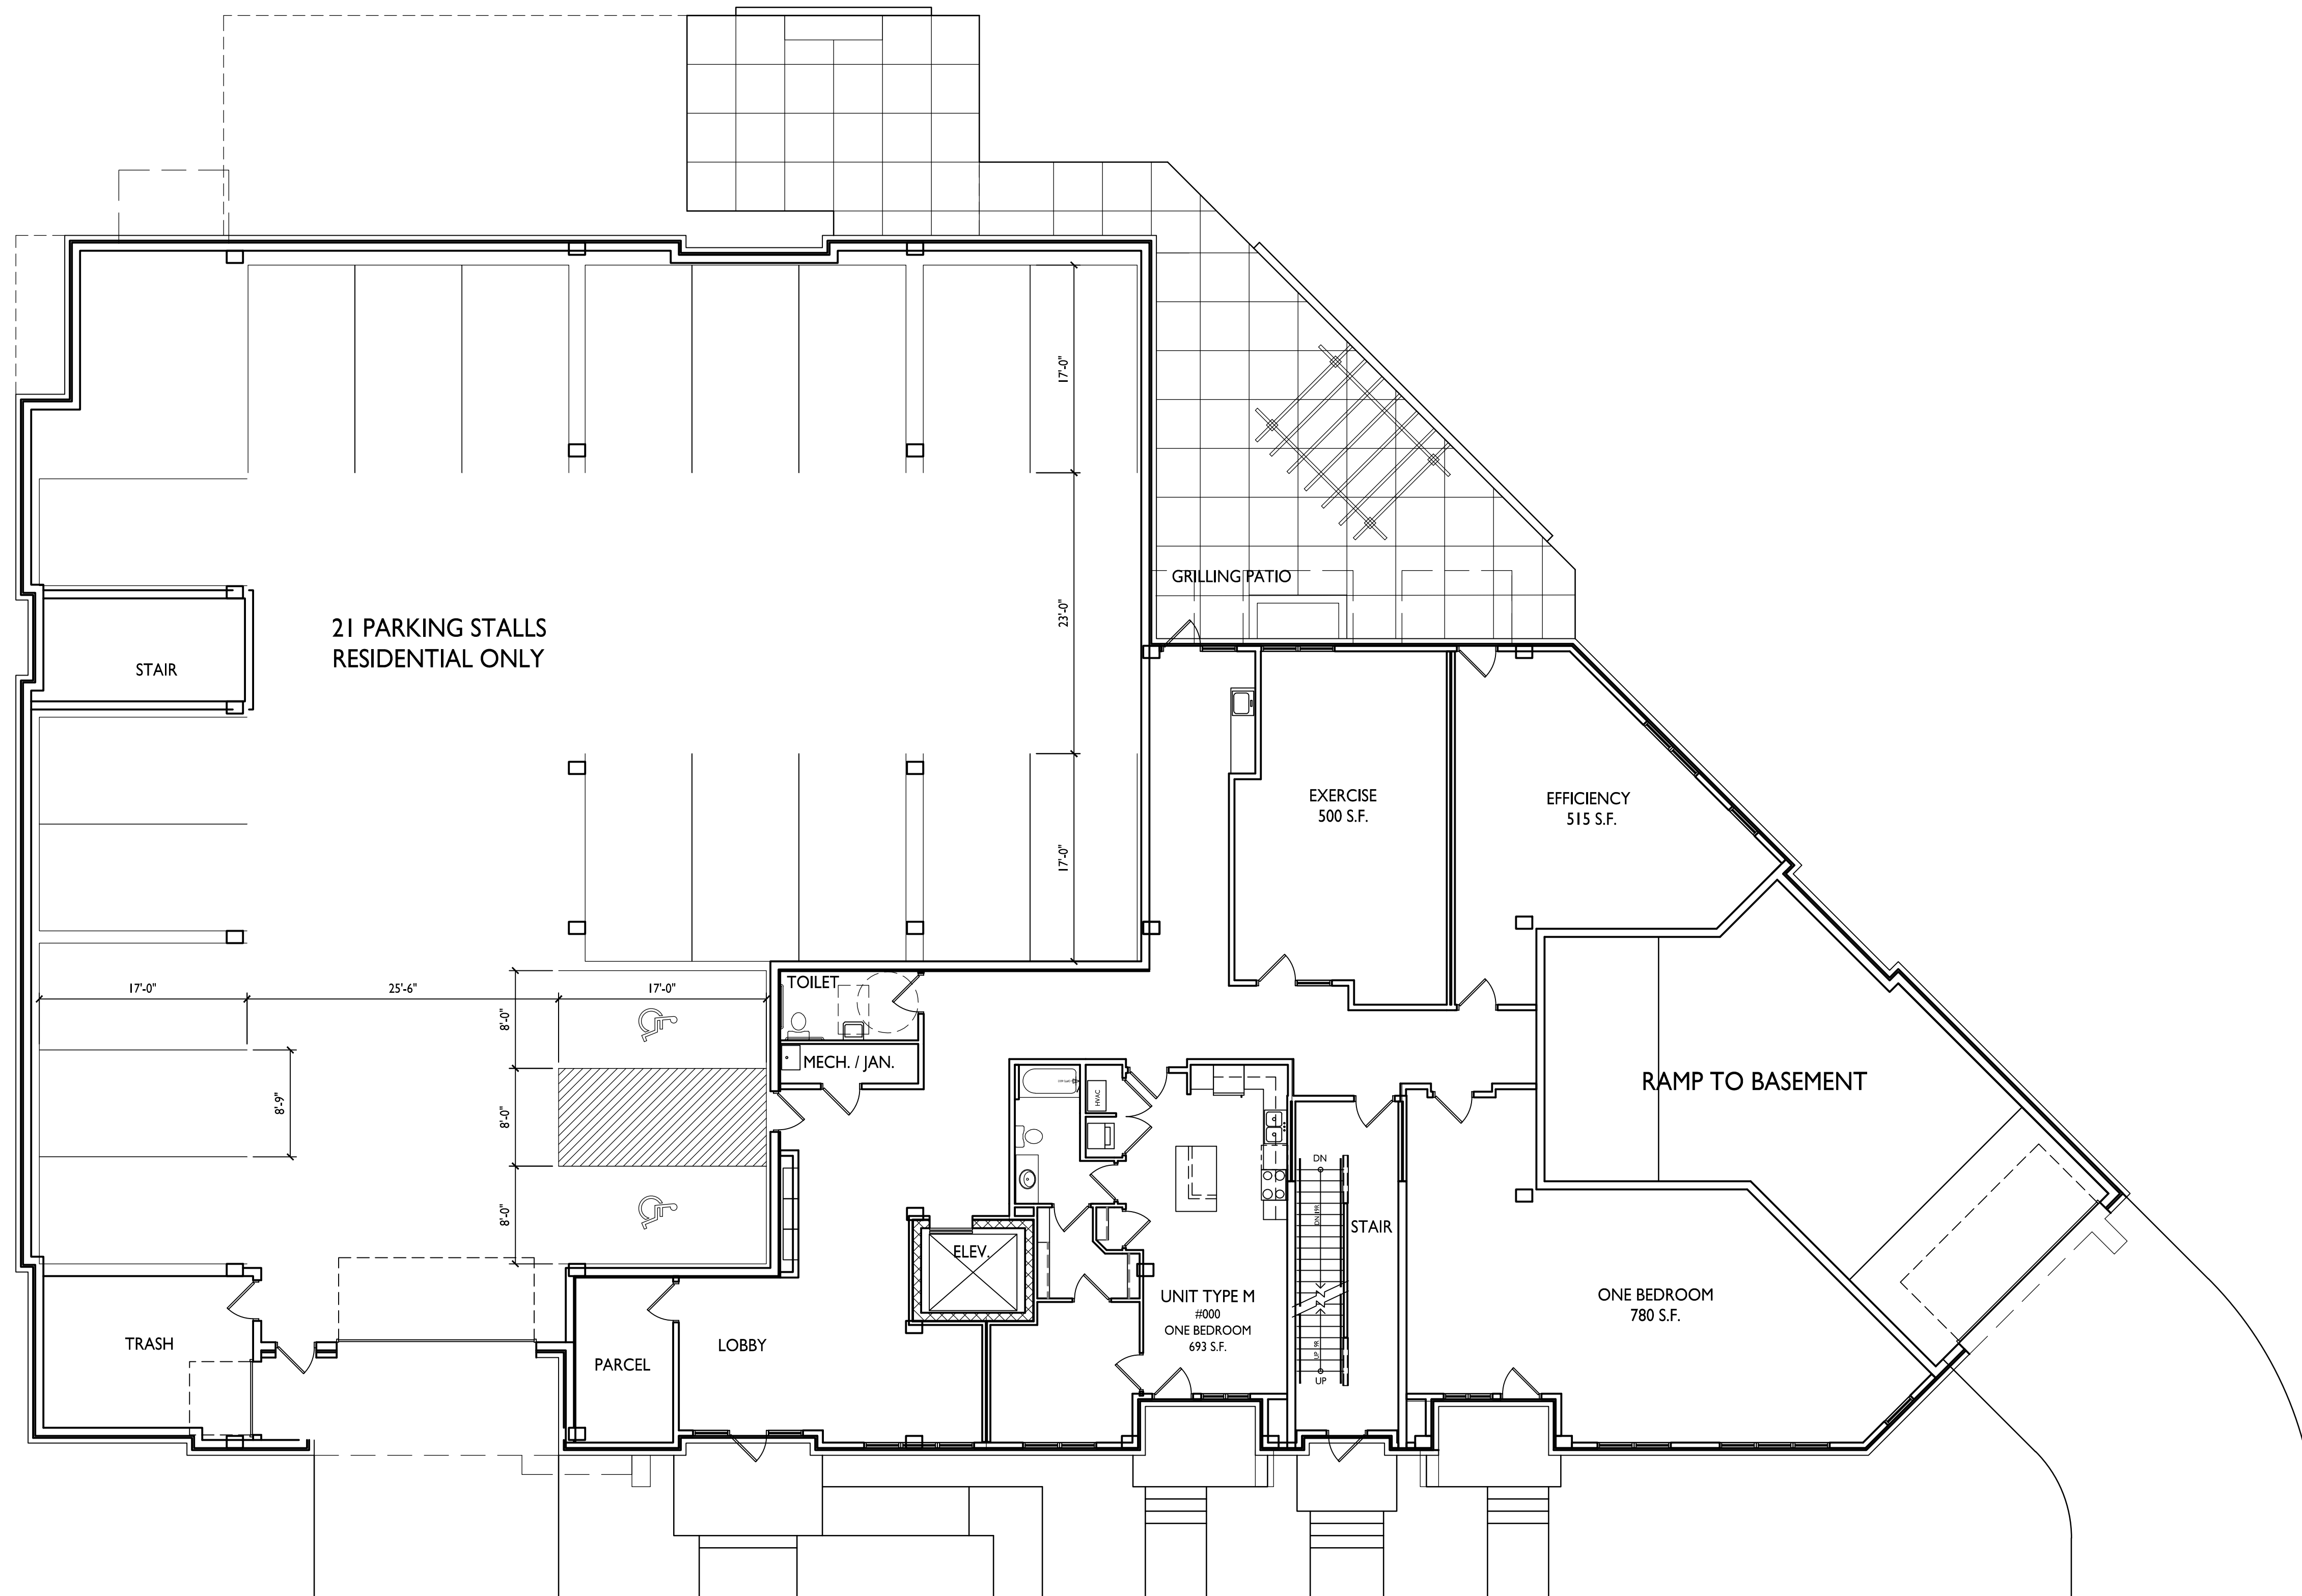 17'-0"
23'-0"
GRILLING PATIO
21 PARKING STALLS
RESIDENTIAL ONLY
STAIR
EXERCISE
500 S.F.
EFFICIENCY
515 S.F.
17'-0"
17'-0"
25'-6"
17'-0"
TOILET
8'-0"
MECH. / JAN.
8'-9"
8'-0"
8'-0"
HVAC
RAMP TO BASEMENT
DN
STAIR
ELEV.
UNIT TYPE M
#000
ONE BEDROOM
693 S.F.
UP
ONE BEDROOM
780 S.F.
TRASH
PARCEL
LOBBY